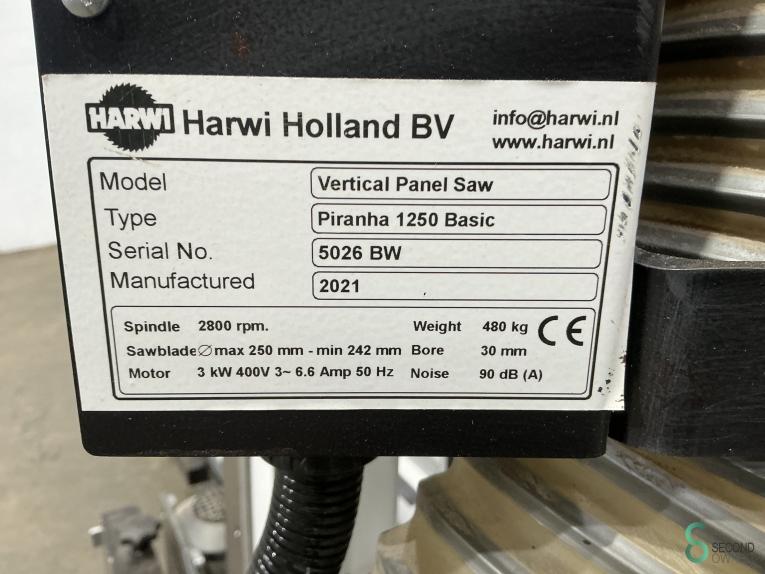 HARWI Harwi Holland BV
info@harwi.nl
www.harwi.nl
Model Vertical Panel Saw
Type Piranha 1250 Basic
Serial No. 5026 BW
Manufactured 2021
Spindle 2800 rpm. Weight 480 kg CE
Sawblade∅max 250 mm - min 242 mm Bore 30 mm
Motor 3 kW 400V 3~ 6.6 Amp 50 Hz Noise 90 dB (A)
SECOND